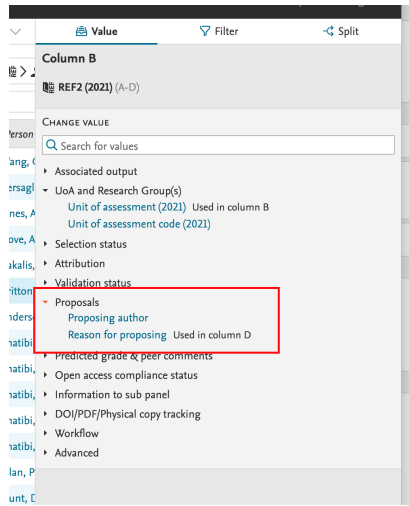 Value
Filter
Split
Column B
REF2 (2021) (A-D)
CHANGE VALUE
Search for values
Associated output
UoA and Research Group(s)
Unit of assessment (2021) Used in column B
Unit of assessment code (2021)
Selection status
Attribution
Validation status
Proposals
Proposing author
Reason for proposing Used in column D
Predicted grade & peer comments
Open access compliance status
Information to sub panel
DOI/PDF/Physical copy tracking
Workflow
Advanced